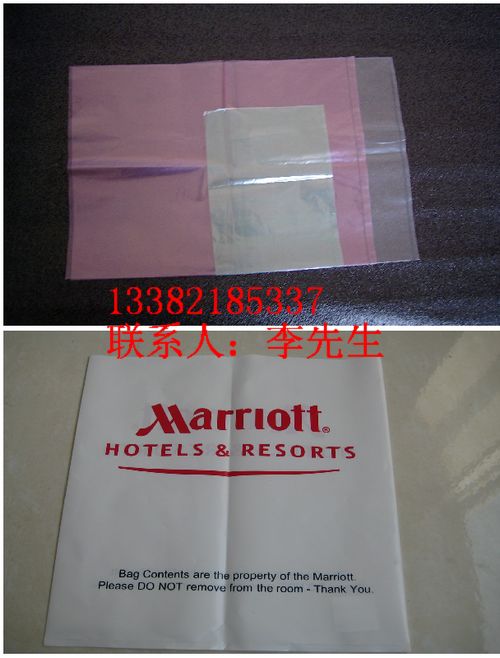 13382185337
联系人：李先生
Marriott®
HOTELS & RESORTS
Bag Contents are the property of the Marriott.
Please DO NOT remove from the room - Thank You.